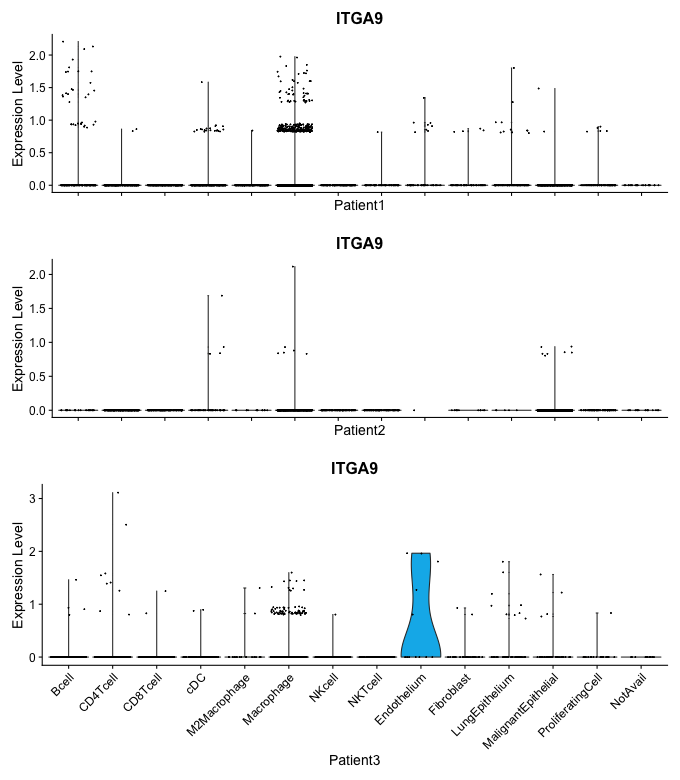 ITGA9
Expression Level
2.0
1.5
1.0
0.5
0.0
Patient1
ITGA9
Expression Level
2.0
1.5
1.0
0.5
0.0
Patient2
ITGA9
Expression Level
3
2
1
0
Bcell
CD4Tcell
CD8Tcell
cDC
M2Macrophage
Macrophage
NKcell
NKTcell
Endothelium
Fibroblast
LungEpithelium
MalignantEpithelial
ProliferatingCell
NotAvail
Patient3